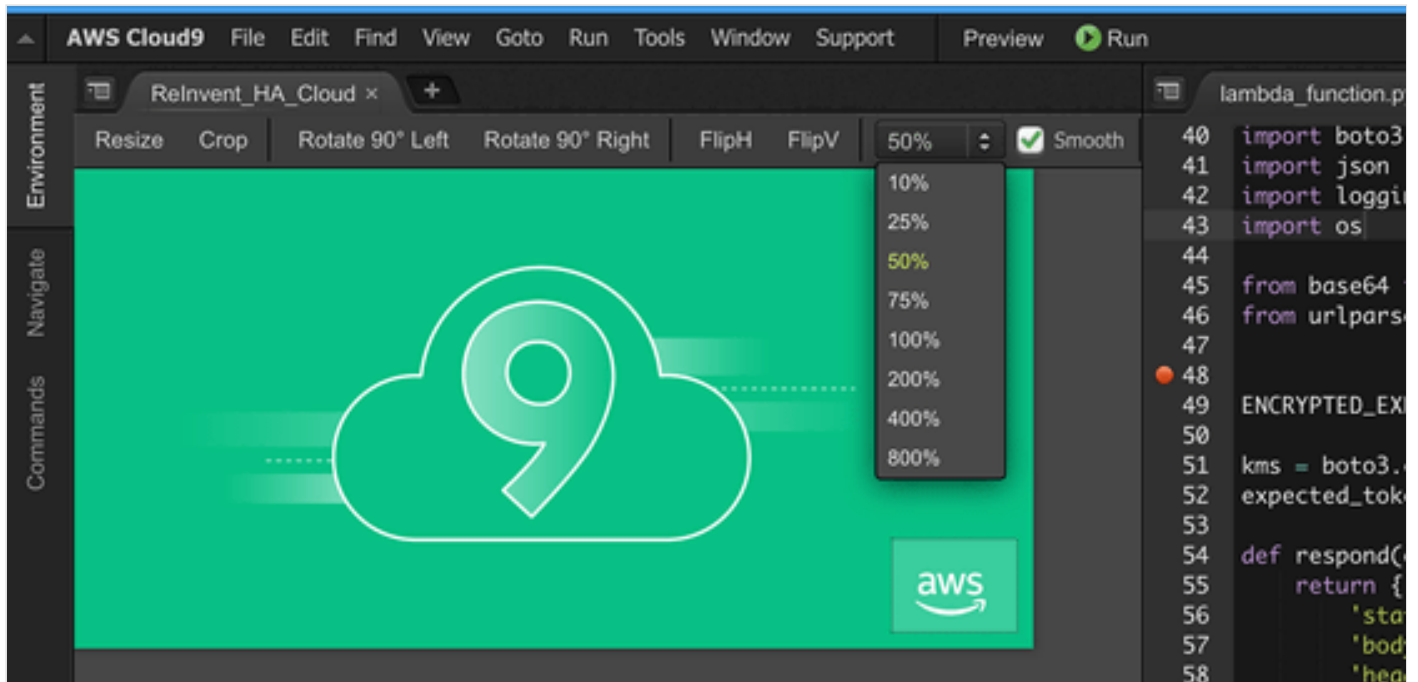 AWS Cloud9 File Edit Find View Goto Run Tools Window Support Preview Run
Environment
Navigate
Commands
ReInvent_HA_Cloud ×
+
Resize Crop Rotate 90° Left Rotate 90° Right FlipH FlipV 50% Smooth
10%
25%
50%
75%
100%
200%
400%
800%
9
aws
lambda_function.p
40 import boto3
41 import json
42 import loggi
43 import os
44
45 from base64
46 from urlpars
47
48
49 ENCRYPTED_EX
50
51 kms = boto3.
52 expected_tok
53
54 def respond(
55 return {
56 'sta
57 'bod
58 'hea